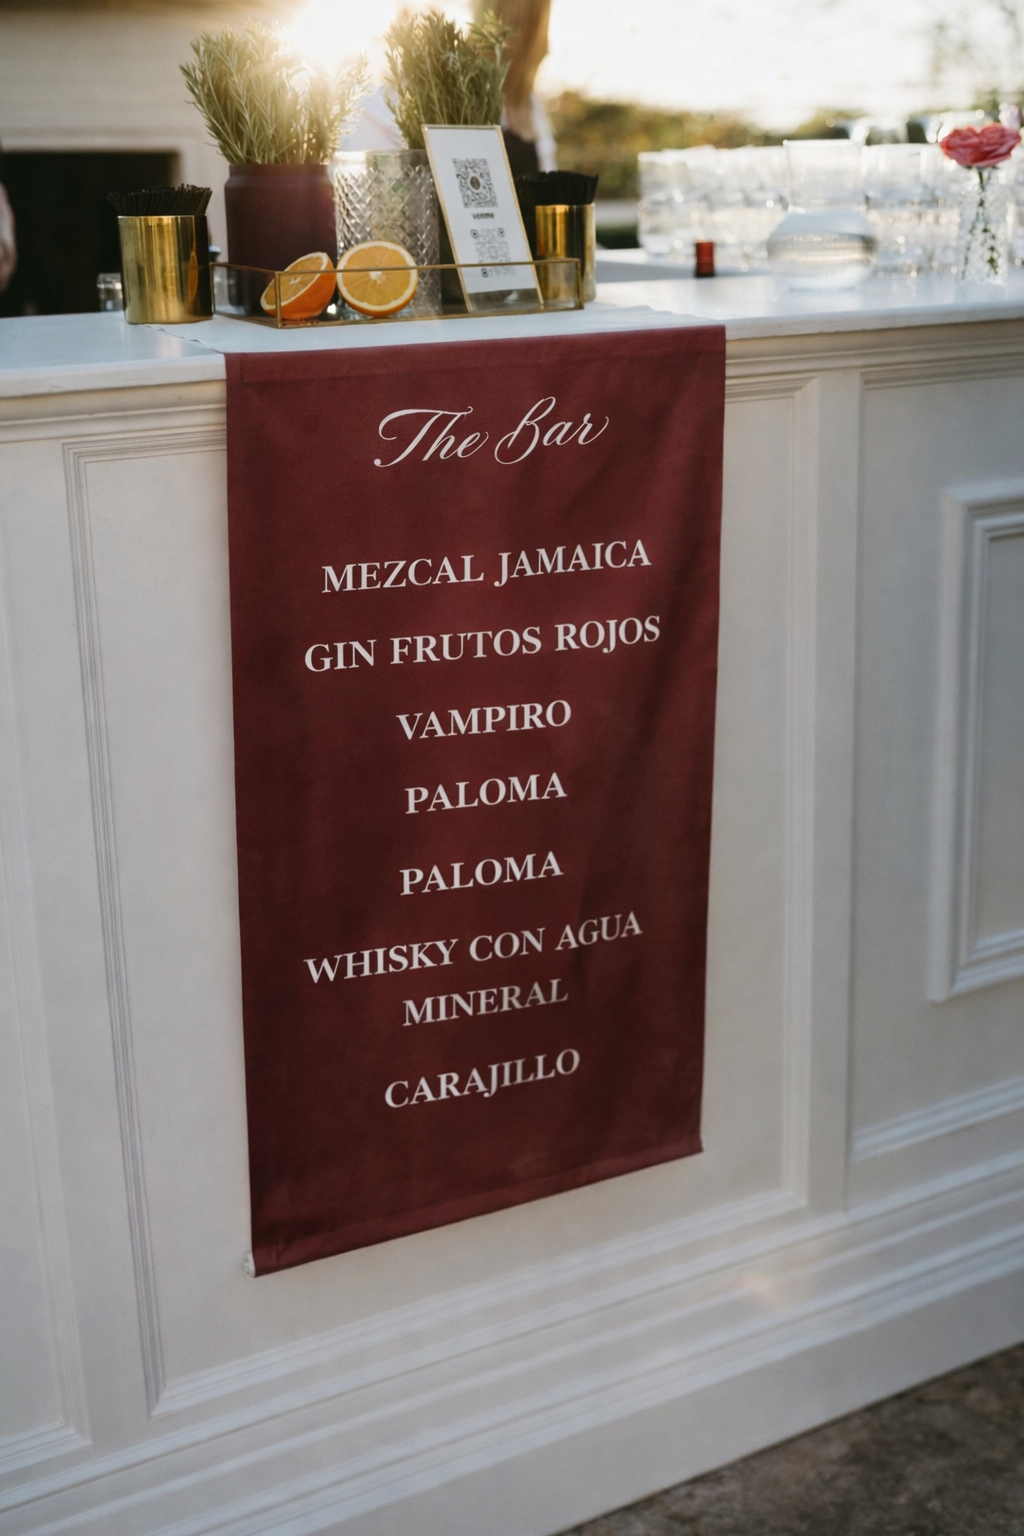 The Bar
MEZCAL JAMAICA
GIN FRUTOS ROJOS
VAMPIRO
PALOMA
PALOMA
WHISKY CON AGUA
MINERAL
CARAJILLO